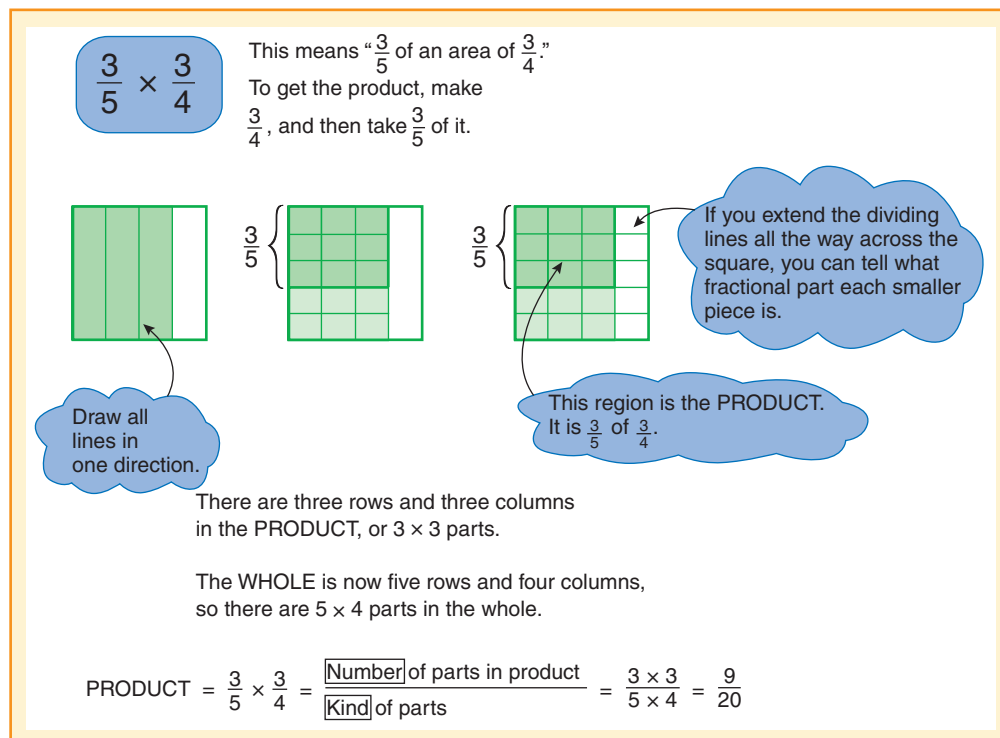 3/5 × 3/4
This means “3/5 of an area of 3/4.”
To get the product, make
3/4, and then take 3/5 of it.
3/5
3/5
If you extend the dividing
lines all the way across the
square, you can tell what
fractional part each smaller
piece is.
Draw all
lines in
one direction.
This region is the PRODUCT.
It is 3/5 of 3/4.
There are three rows and three columns
in the PRODUCT, or 3 × 3 parts.
The WHOLE is now five rows and four columns,
so there are 5 × 4 parts in the whole.
PRODUCT = 3/5 × 3/4 = Number of parts in product / Kind of parts = 3 × 3 / 5 × 4 = 9/20